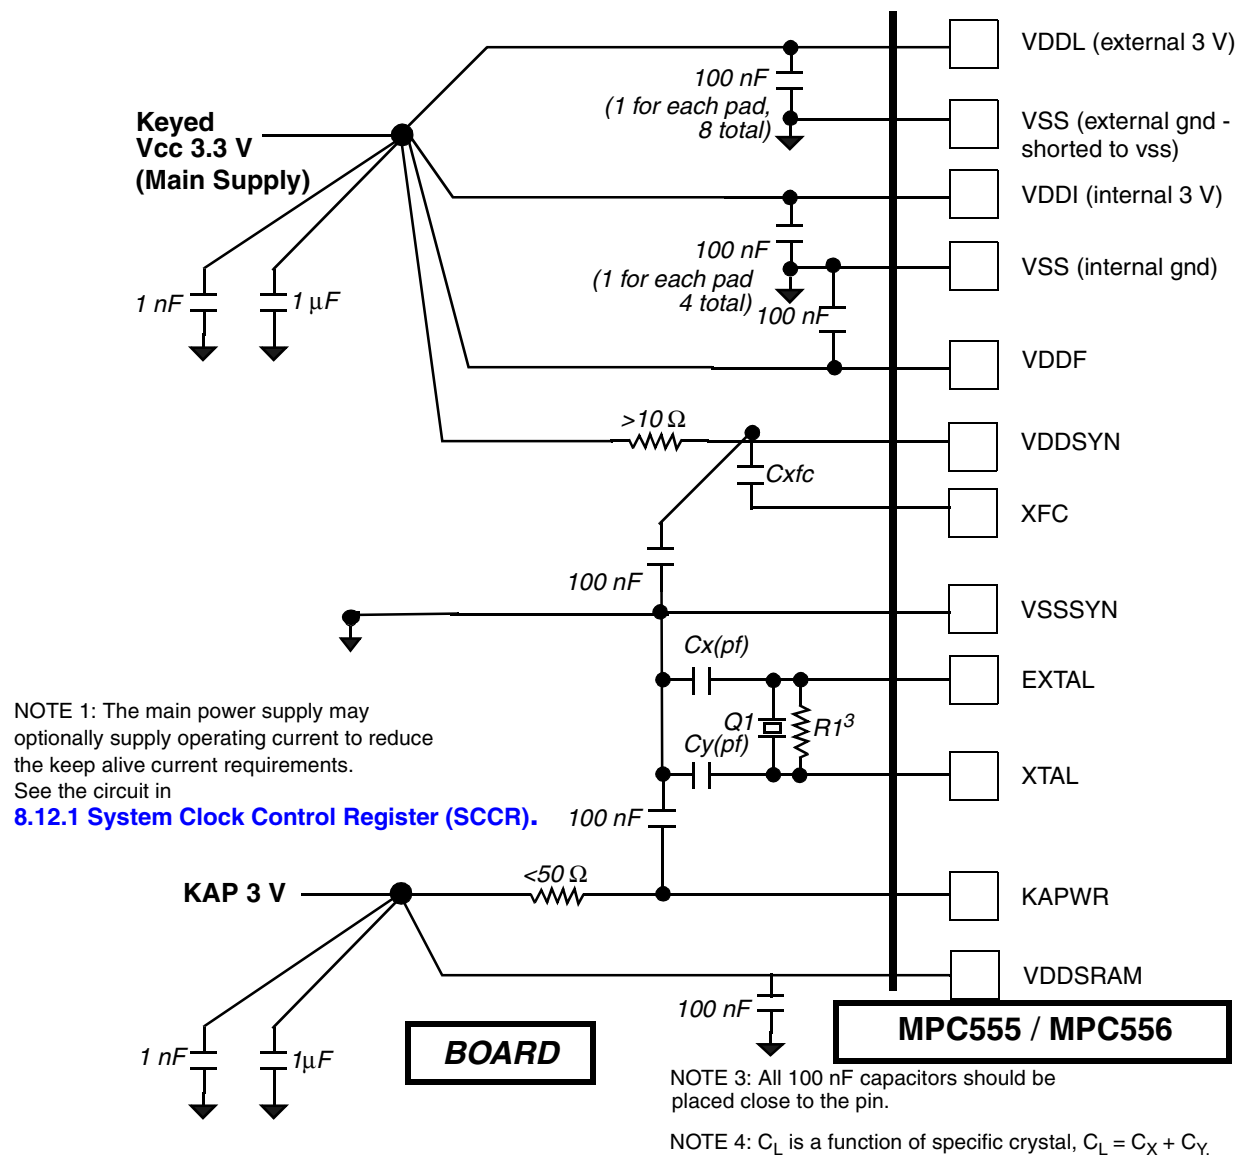 VDDL (external 3 V)
100 nF
(1 for each pad,
8 total)
Keyed
Vcc 3.3 V
(Main Supply)
VSS (external gnd -
shorted to vss)
VDDI (internal 3 V)
100 nF
(1 for each pad
4 total)
VSS (internal gnd)
1 nF
1 μF
100 nF
VDDF
>10 Ω
VDDSYN
Cxfc
XFC
100 nF
VSSSYN
Cx(pf)
EXTAL
NOTE 1: The main power supply may
optionally supply operating current to reduce
the keep alive current requirements.
See the circuit in
8.12.1 System Clock Control Register (SCCR).
Q1
R1³
Cy(pf)
XTAL
100 nF
<50 Ω
KAP 3 V
KAPWR
VDDSRAM
100 nF
1 nF
1μF
BOARD
MPC555 / MPC556
NOTE 3: All 100 nF capacitors should be
placed close to the pin.
NOTE 4: CL is a function of specific crystal, CL = CX + CY.